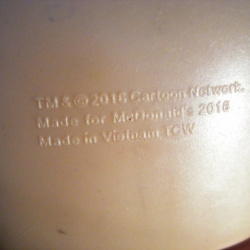 TM & © 2016 Cartoon Network.
Made for McDonald's 2016
Made in Vietnam TCW